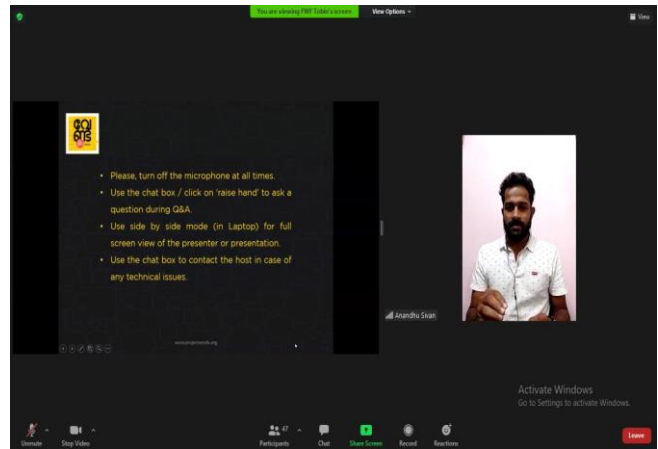 You are viewing FWF Table's screen
View Options
View
വേണ്ട
• Please, turn off the microphone at all times.
• Use the chat box / click on 'raise hand' to ask a
question during Q&A.
• Use side by side mode (in Laptop) for full
screen view of the presenter or presentation.
• Use the chat box to contact the host in case of
any technical issues.
Anandhu Sivan
Activate Windows
Go to Settings to activate Windows.
Unmute
Stop Video
Participants
47
Chat
Share Screen
Record
Reactions
Leave